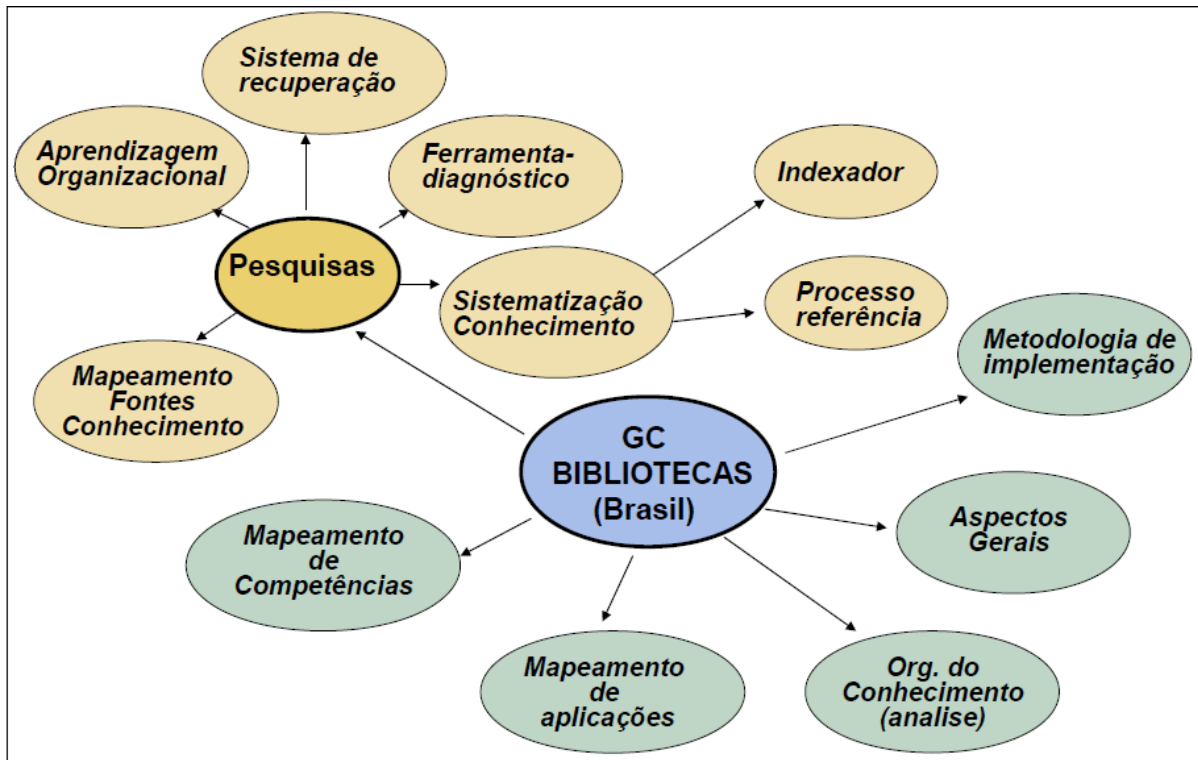 Sistema de
recuperação
Aprendizagem
Organizacional
Ferramenta-
diagnóstico
Indexador
Pesquisas
Sistematização
Conhecimento
Processo
referência
Metodologia de
implementação
Mapeamento
Fontes
Conhecimento
GC
BIBLIOTECAS
(Brasil)
Aspectos
Gerais
Mapeamento
de
Competências
Mapeamento
de
aplicações
Org. do
Conhecimento
(analise)